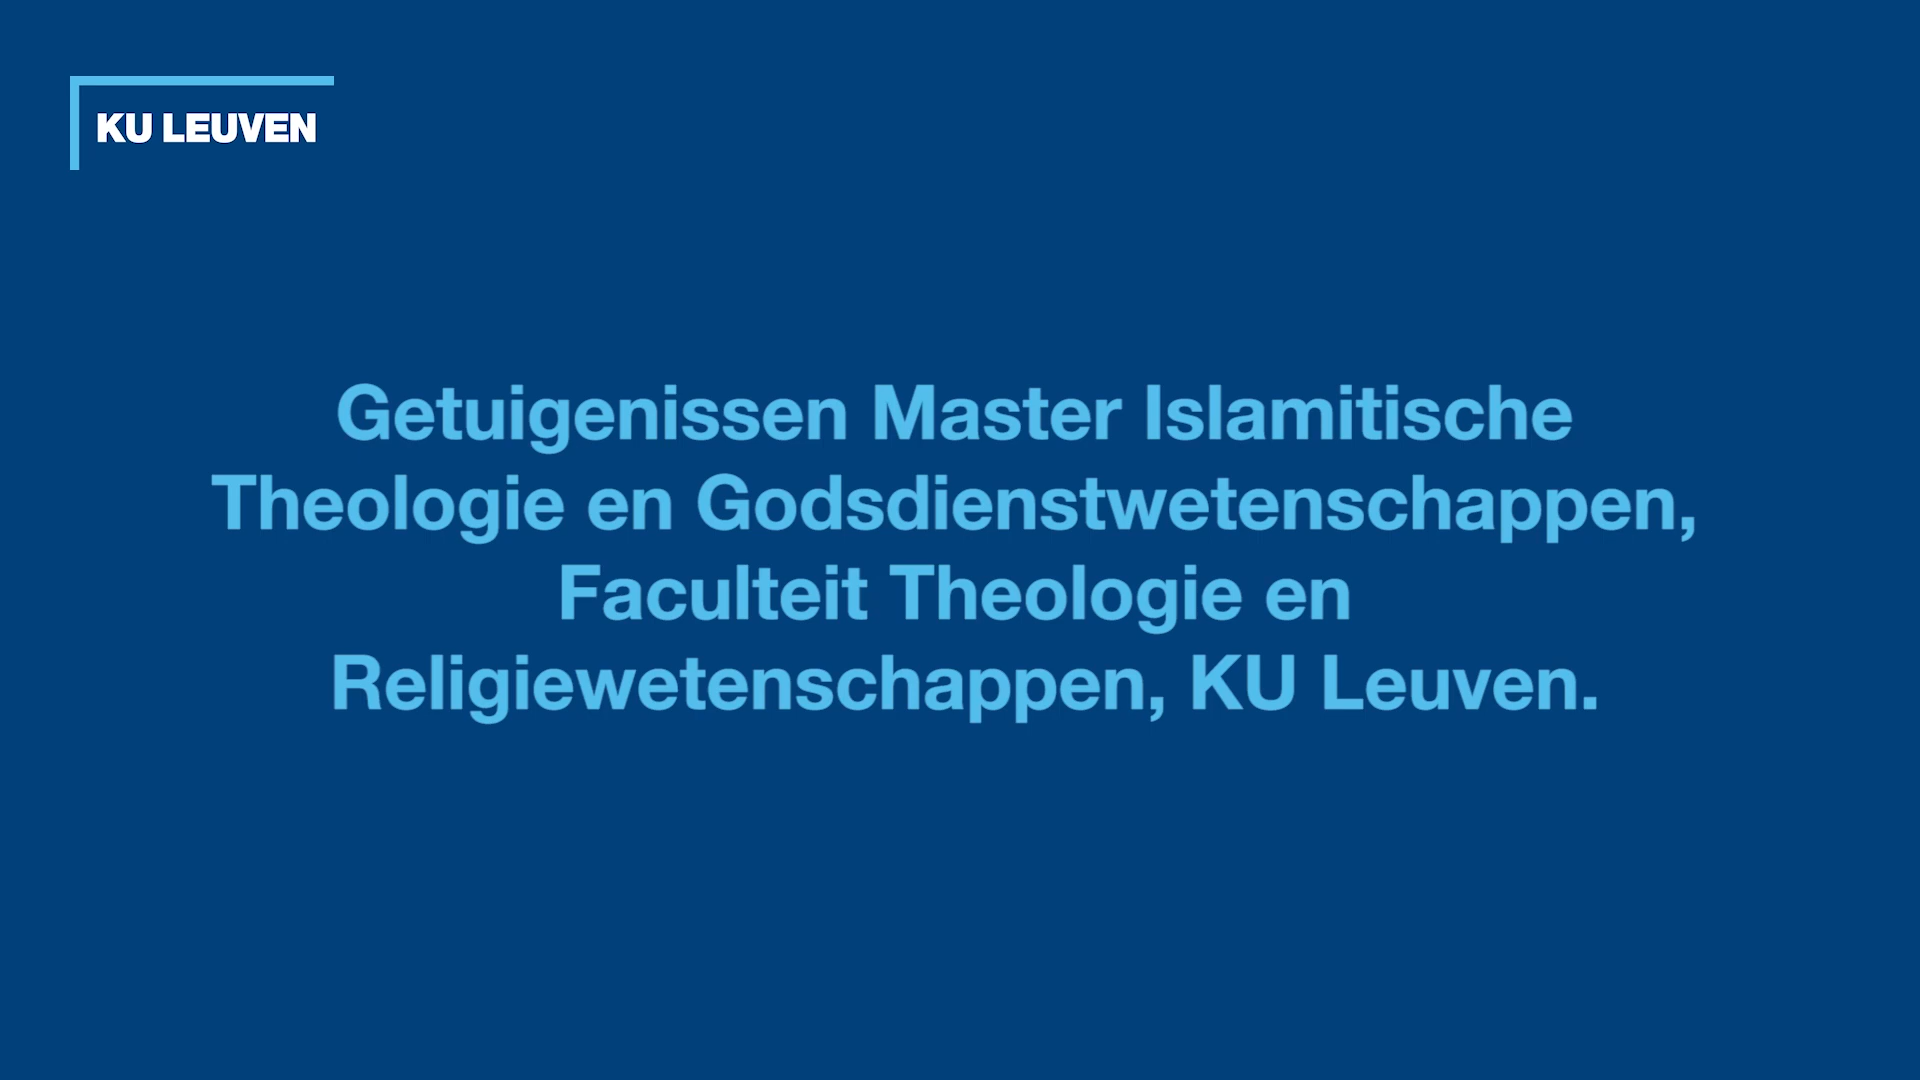 KU LEUVEN
Getuigenissen Master Islamitische
Theologie en Godsdienstwetenschappen,
Faculteit Theologie en
Religiewetenschappen, KU Leuven.